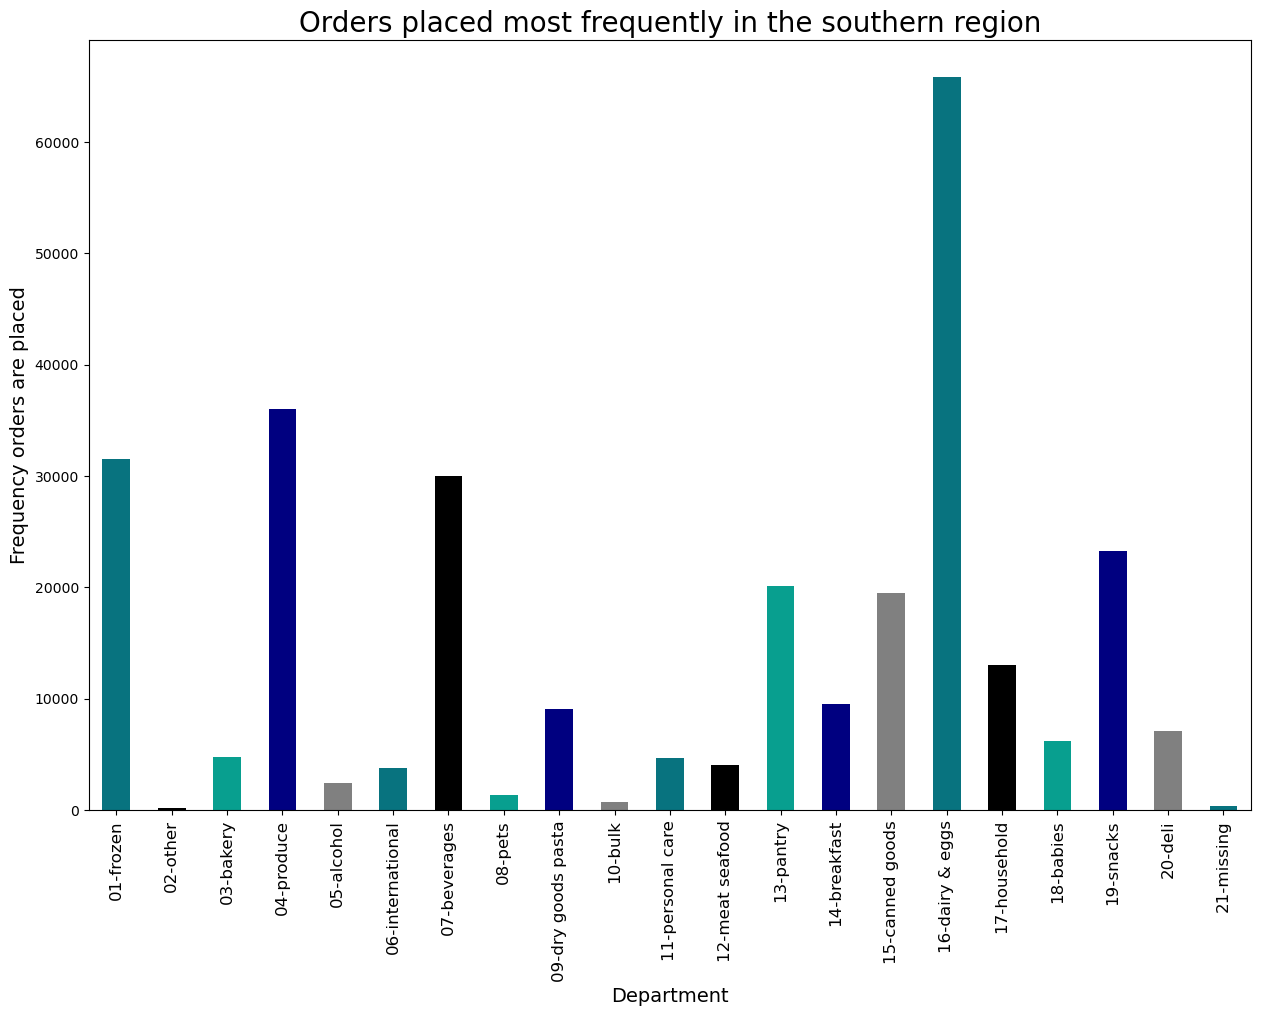 Orders placed most frequently in the southern region
Frequency orders are placed
60000
50000
40000
30000
20000
10000
0
01-frozen
02-other
03-bakery
04-produce
05-alcohol
06-international
07-beverages
08-pets
09-dry goods pasta
10-bulk
11-personal care
12-meat seafood
13-pantry
14-breakfast
15-canned goods
16-dairy & eggs
17-household
18-babies
19-snacks
20-deli
21-missing
Department